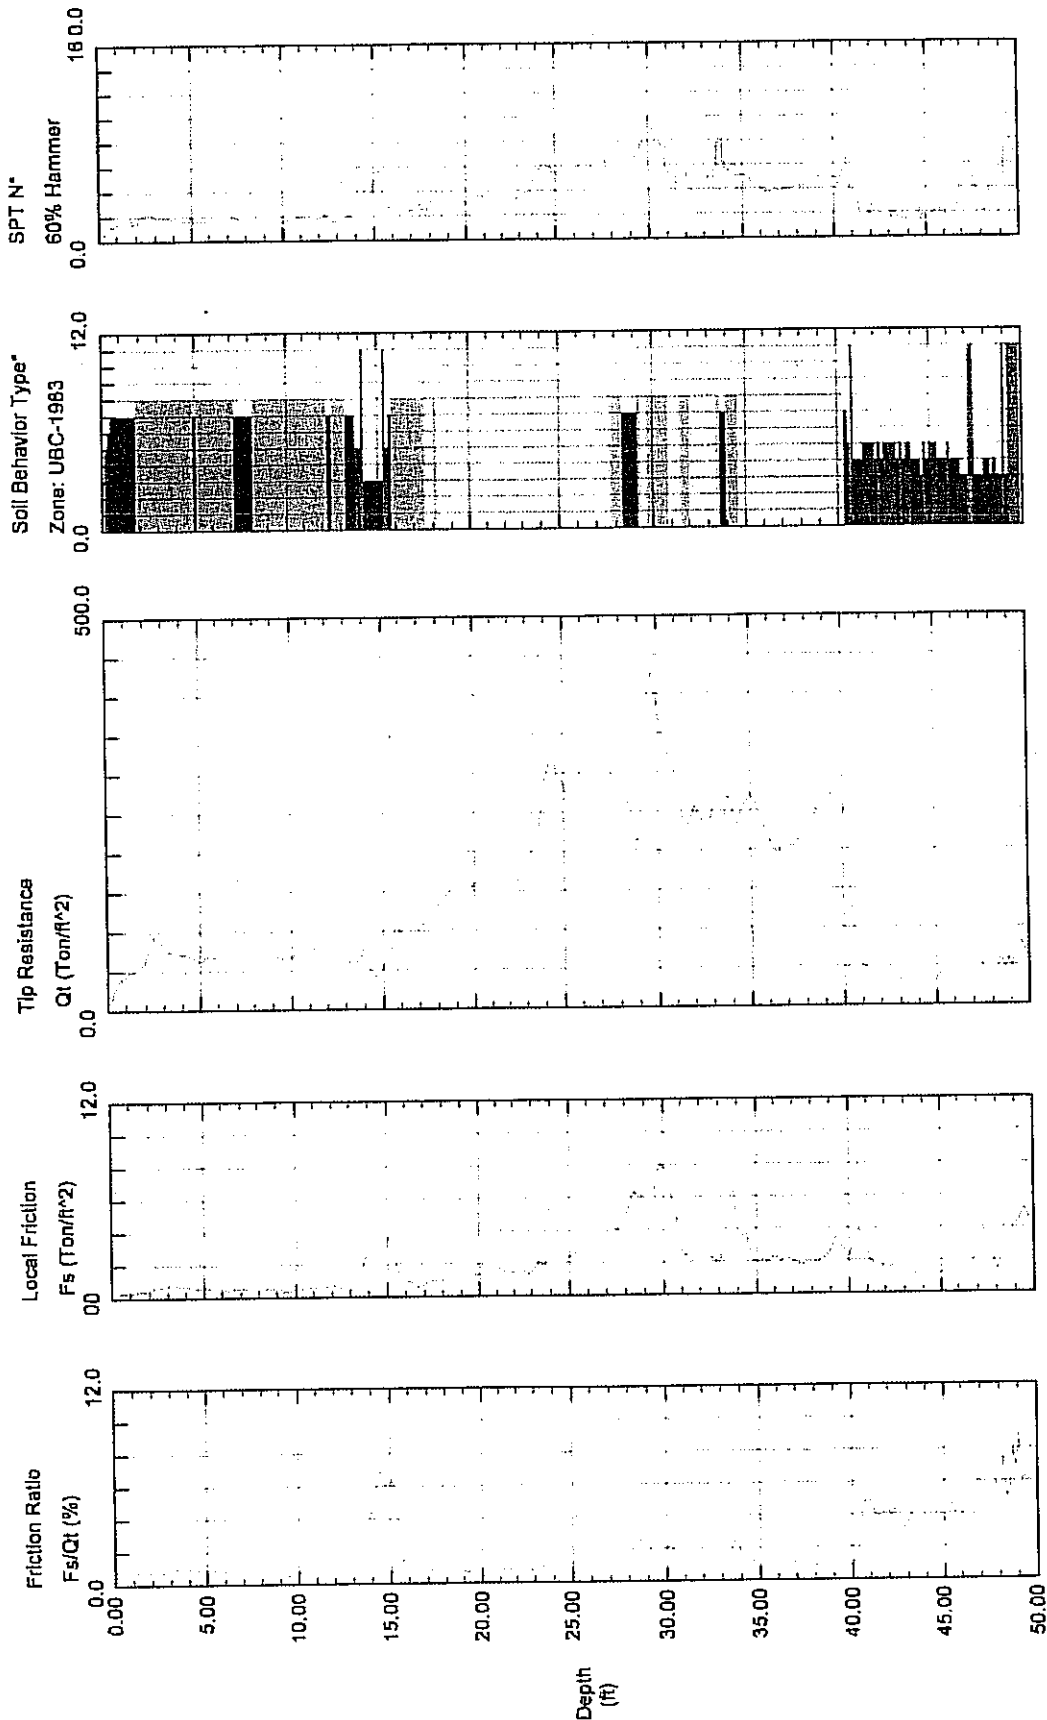 Friction Ratio
Fs/Qt (%)
0.0
12.0
Local Friction
Fs (Ton/ft^2)
00
12.0
Tip Resistance
Qt (Ton/ft^2)
0.0
500.0
Soil Behavior Type*
Zone: UBC-1983
0.0
12.0
SPT N*
60% Hammer
0.0
16 0.0
Depth
(ft)
0.00
5.00
10.00
15.00
20.00
25.00
30.00
35.00
40.00
45.00
50.00